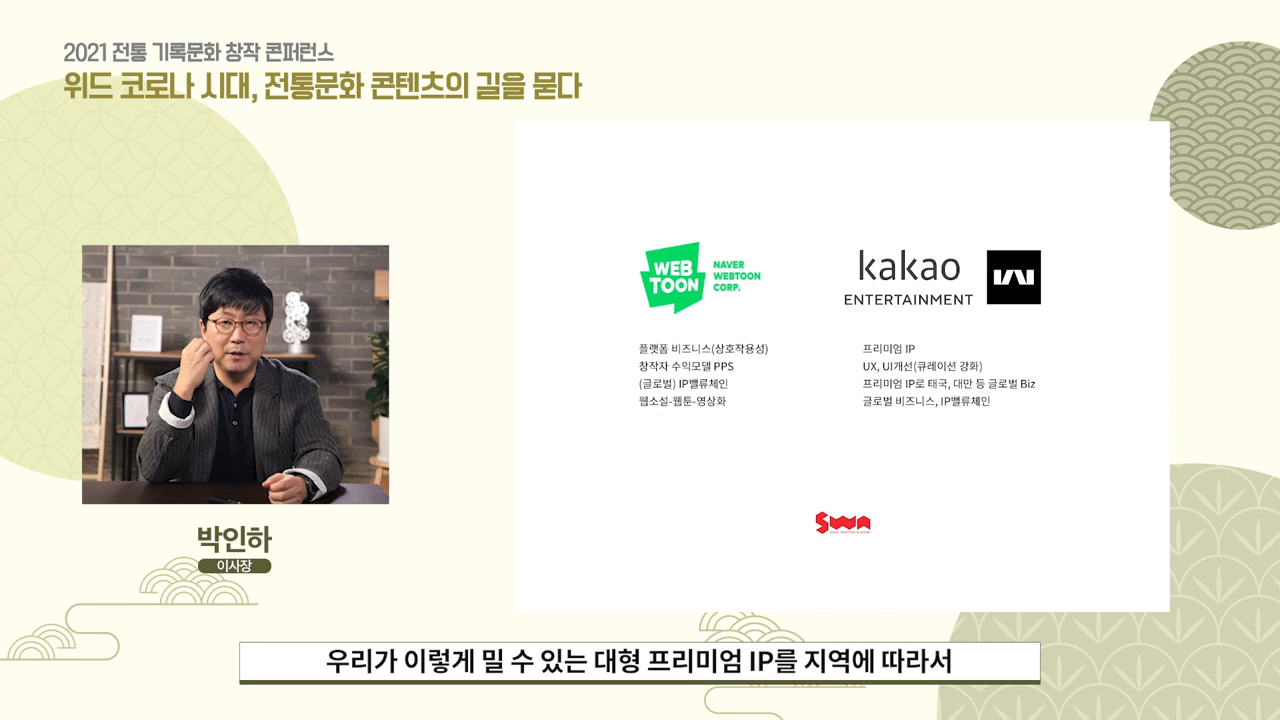 2021 전통 기록문화 창작 콘퍼런스
위드 코로나 시대, 전통문화 콘텐츠의 길을 묻다
WEB
TOON
NAVER
WEBTOON
CORP.
kakao
ENTERTAINMENT
플랫폼 비즈니스(상호작용성)
창작자 수익모델 PPS
(글로벌) IP밸류체인
웹소설-웹툰-영상화
프리미엄 IP
UX, UI개선(큐레이션 강화)
프리미엄 IP로 태국, 대만 등 글로벌 Biz
글로벌 비즈니스, IP밸류체인
SWA
박인하
이사장
우리가 이렇게 밀 수 있는 대형 프리미엄 IP를 지역에 따라서